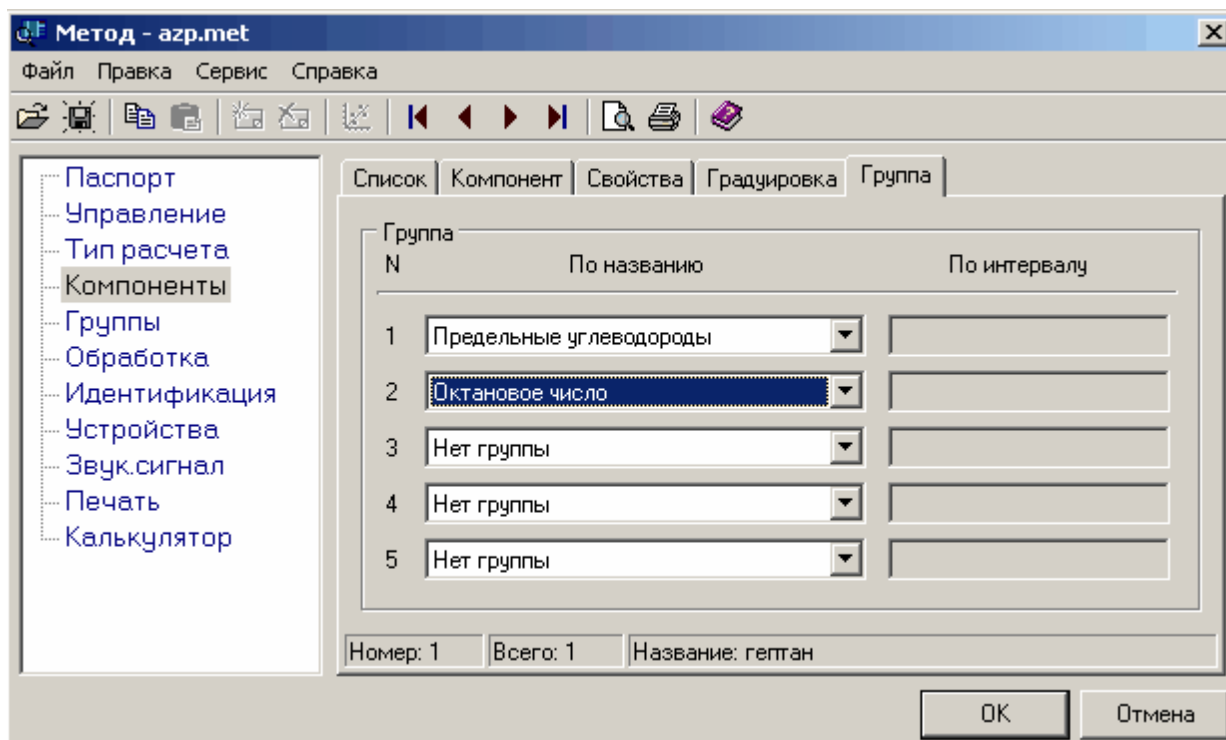 Метод - azp.met
Файл Правка Сервис Справка
Паспорт
Управление
Тип расчета
Компоненты
Группы
Обработка
Идентификация
Устройства
Звук.сигнал
Печать
Калькулятор
Список Компонент Свойства Градуировка Группа
Группа
N По названию По интервалу
1 Предельные углеводороды
2 Октановое число
3 Нет группы
4 Нет группы
5 Нет группы
Номер: 1 Всего: 1 Название: гептан
OK Отмена